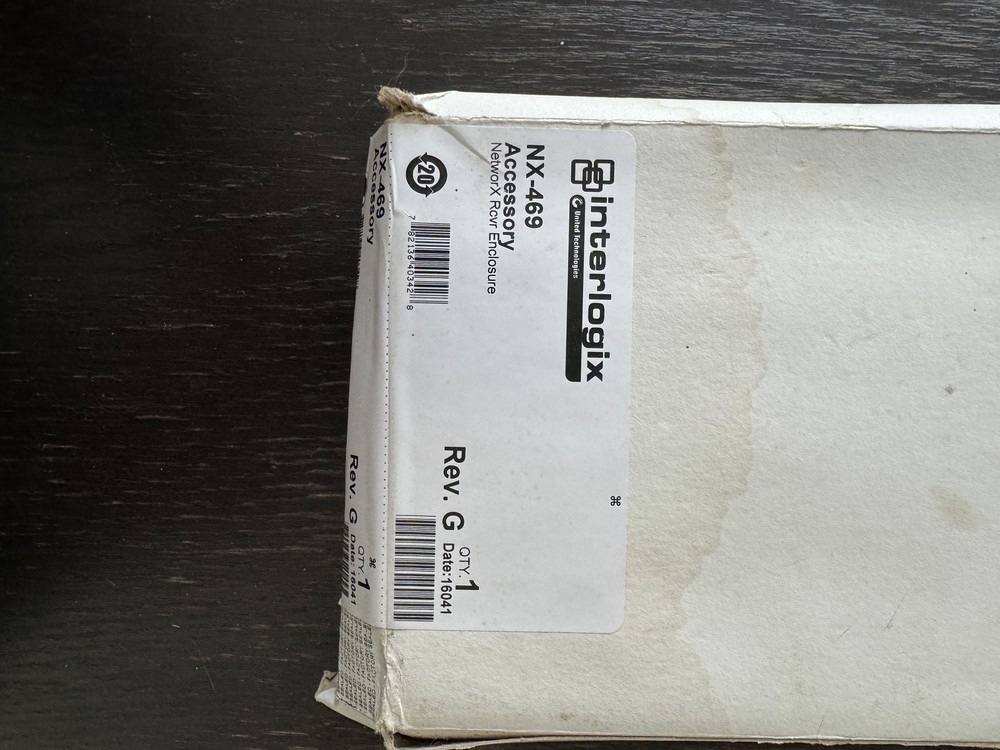 interlogix
United Technologies
NX-469
Accessory
NetworX Rcvr Enclosure
20
7 82136 40342 8
⌘
Rev. G
QTY. 1
Date:16041
NX-469
Accessory
Rev. G
⌘
QTY. 1
Date: 16041